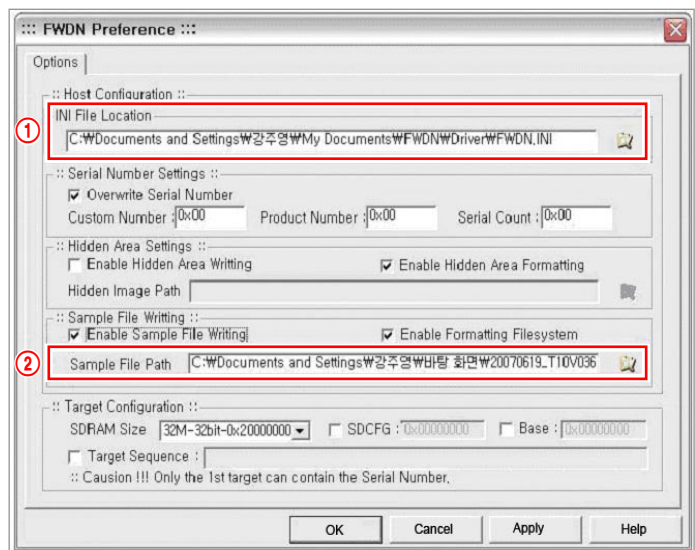 ::: FWDN Preference :::
Options
:: Host Configuration ::
INI File Location
① C:₩Documents and Settings₩강주영₩My Documents₩FWDN₩Driver₩FWDN,INI
:: Serial Number Settings ::
Overwrite Serial Number
Custom Number : 0x00 Product Number : 0x00 Serial Count : 0x00
:: Hidden Area Settings ::
Enable Hidden Area Writting Enable Hidden Area Formatting
Hidden Image Path
:: Sample File Writting ::
Enable Sample File Writing Enable Formatting Filesystem
② Sample File Path C:₩Documents and Settings₩강주영₩바탕 화면₩20070619_T10V036
:: Target Configuration ::
SDRAM Size 32M-32bit-0x20000000 SDCFG : 0x00000000 Base : 0x00000000
Target Sequence :
:: Causion !!! Only the 1st target can contain the Serial Number,
OK Cancel Apply Help